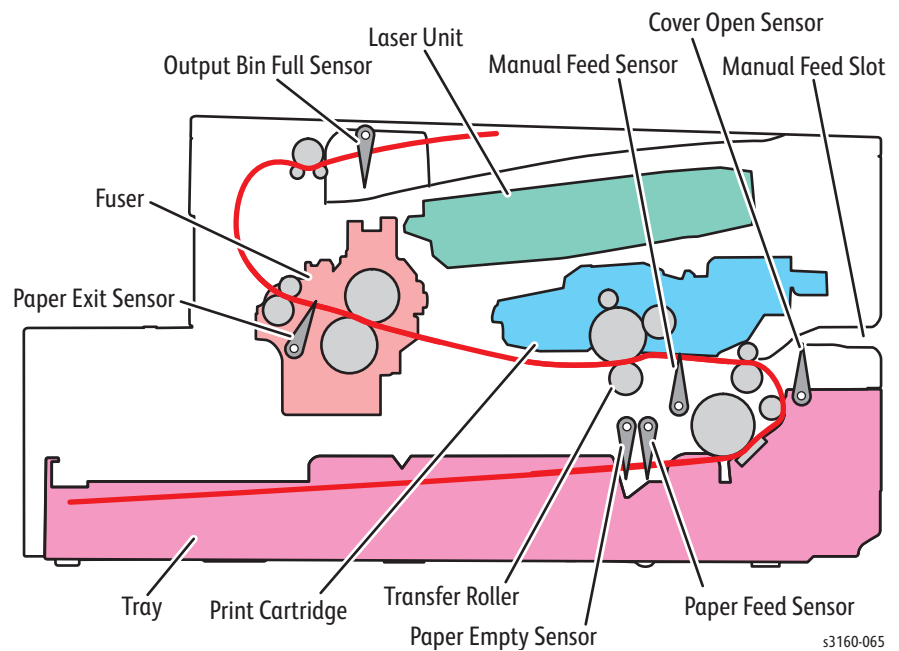 Cover Open Sensor
Laser Unit
Output Bin Full Sensor
Manual Feed Sensor
Manual Feed Slot
Fuser
Paper Exit Sensor
Tray
Print Cartridge
Transfer Roller
Paper Feed Sensor
Paper Empty Sensor
s3160-065